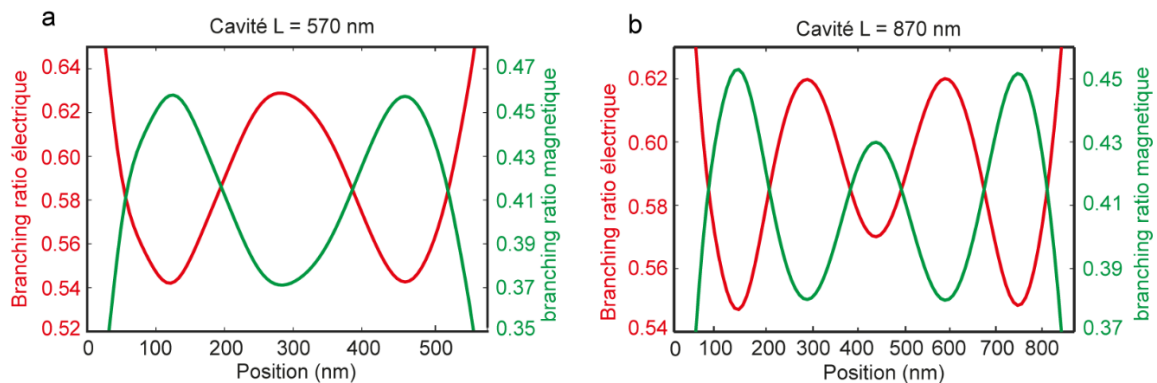 a
Cavité L = 570 nm
Branching ratio électrique
0.64
0.62
0.60
0.58
0.56
0.54
0.52
0.47
0.45
0.43
0.41
0.39
0.37
0.35
branching ratio magnetique
0 100 200 300 400 500
Position (nm)
b
Cavité L = 870 nm
Branching ratio électrique
0.62
0.60
0.58
0.56
0.54
0.45
0.43
0.41
0.39
0.37
branching ratio magnetique
0 100 200 300 400 500 600 700 800
Position (nm)